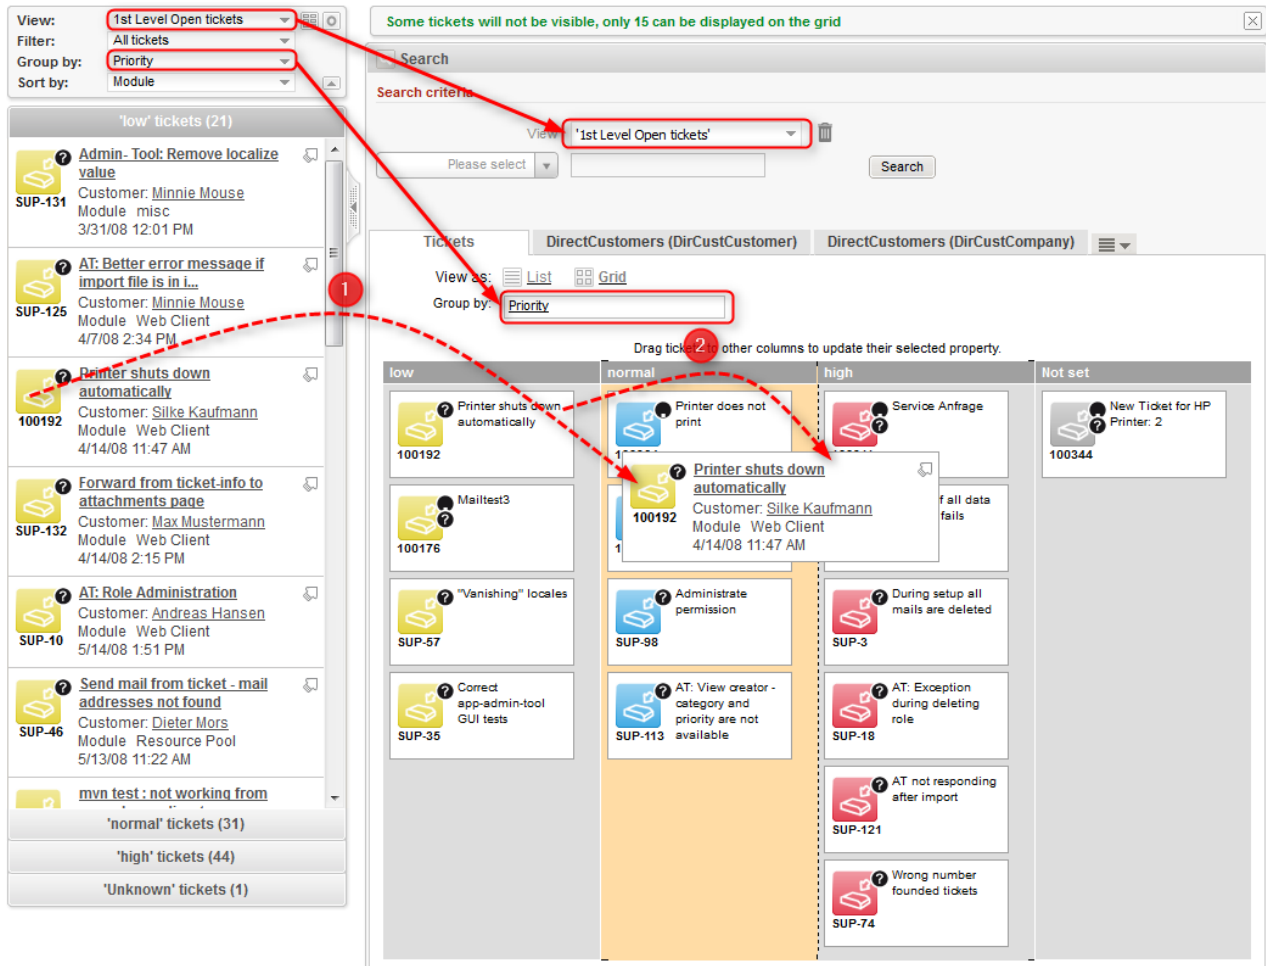 View: 1st Level Open tickets
Filter: All tickets
Group by: Priority
Sort by: Module
'low' tickets (21)
Admin- Tool: Remove localize
value
Customer: Minnie Mouse
Module misc
3/31/08 12:01 PM
SUP-131
AT: Better error message if
import file is in i...
Customer: Minnie Mouse
Module Web Client
4/7/08 2:34 PM
SUP-125
Printer shuts down
automatically
Customer: Silke Kaufmann
Module Web Client
4/14/08 11:47 AM
100192
Forward from ticket-info to
attachments page
Customer: Max Mustermann
Module Web Client
4/14/08 2:15 PM
SUP-132
AT: Role Administration
Customer: Andreas Hansen
Module Web Client
5/14/08 1:51 PM
SUP-10
Send mail from ticket - mail
addresses not found
Customer: Dieter Mors
Module Resource Pool
5/13/08 11:22 AM
SUP-46
mvn test : not working from
'normal' tickets (31)
'high' tickets (44)
'Unknown' tickets (1)
1
Some tickets will not be visible, only 15 can be displayed on the grid
Search
Search criteria
View '1st Level Open tickets'
Please select
Search
Tickets DirectCustomers (DirCustCustomer) DirectCustomers (DirCustCompany)
View as: List Grid
Group by: Priority
2
Drag tickets to other columns to update their selected property.
low normal high Not set
Printer shuts down
automatically
100192
Mailtest3
100176
"Vanishing" locales
SUP-57
Correct
app-admin-tool
GUI tests
SUP-35
Printer does not
print
Printer shuts down
automatically
Customer: Silke Kaufmann
Module Web Client
4/14/08 11:47 AM
100192
Administrate
permission
SUP-98
AT: View creator -
category and
priority are not
available
SUP-113
Service Anfrage
f all data
fails
During setup all
mails are deleted
SUP-3
AT: Exception
during deleting
role
SUP-18
AT not responding
after import
SUP-121
Wrong number
founded tickets
SUP-74
New Ticket for HP
Printer: 2
100344